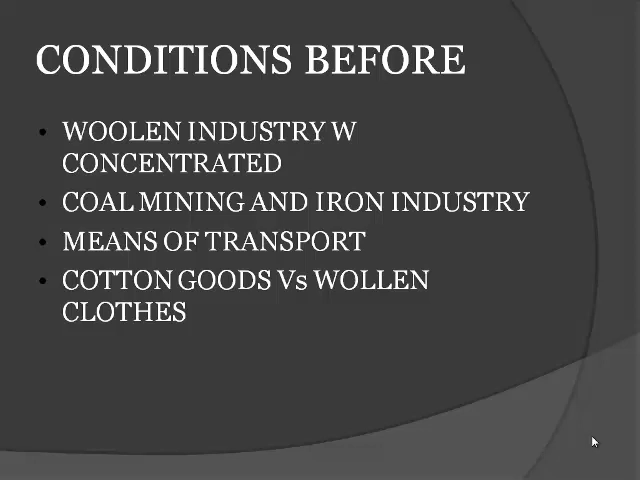 CONDITIONS BEFORE
• WOOLEN INDUSTRY W
CONCENTRATED
• COAL MINING AND IRON INDUSTRY
• MEANS OF TRANSPORT
• COTTON GOODS Vs WOLLEN
CLOTHES